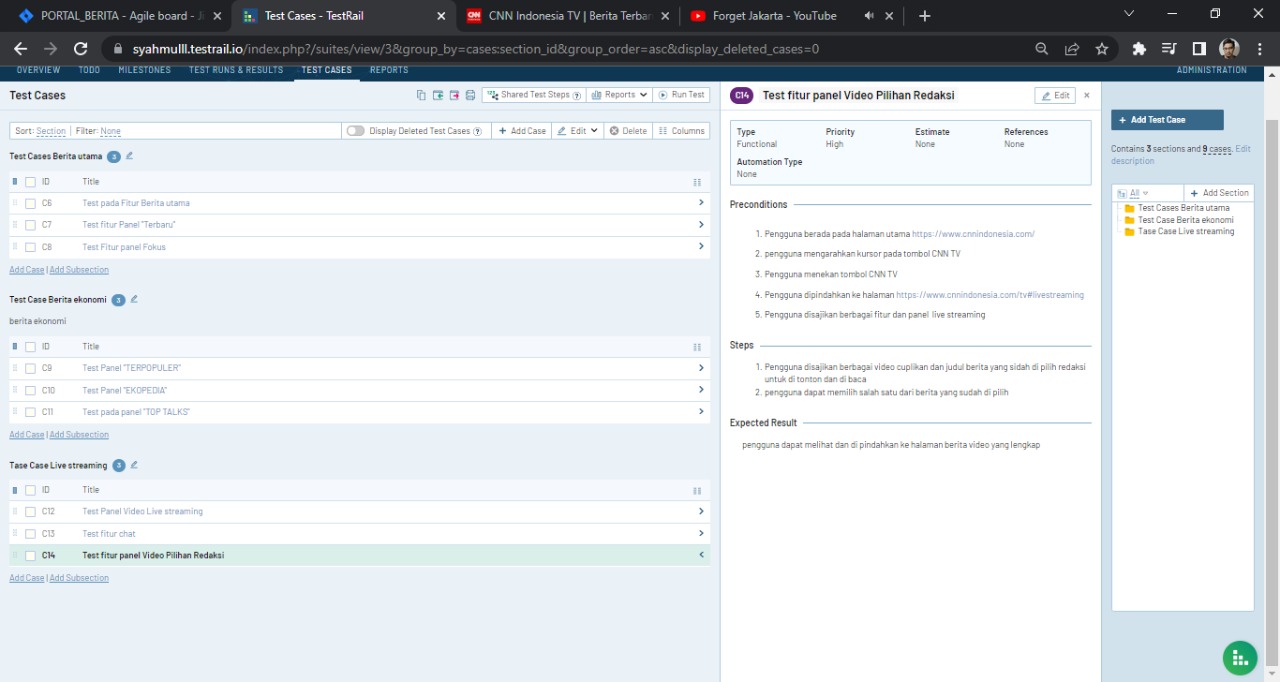 PORTAL_BERITA - Agile board - Ji
Test Cases - TestRail
CNN Indonesia TV | Berita Terbar
Forget Jakarta - YouTube
syahmulll.testrail.io/index.php?/suites/view/3&group_by=cases:section_id&group_order=asc&display_deleted_cases=0
OVERVIEW TODO MILESTONES TEST RUNS & RESULTS TEST CASES REPORTS ADMINISTRATION
Test Cases
Shared Test Steps Reports Run Test
Sort: Section Filter: None
Display Deleted Test Cases + Add Case Edit Delete Columns
Test Cases Berita utama 3
ID Title
C6 Test pada Fitur Berita utama
C7 Test fitur Panel "Terbaru"
C8 Test Fitur panel Fokus
Add Case | Add Subsection
Test Case Berita ekonomi 3
berita ekonomi
ID Title
C9 Test Panel "TERPOPULER"
C10 Test Panel "EKOPEDIA"
C11 Test pada panel "TOP TALKS"
Add Case | Add Subsection
Tase Case Live streaming 3
ID Title
C12 Test Panel Video Live streaming
C13 Test fitur chat
C14 Test fitur panel Video Pilihan Redaksi
Add Case | Add Subsection
C14 Test fitur panel Video Pilihan Redaksi Edit
Type Priority Estimate References
Functional High None None
Automation Type
None
Preconditions
1. Pengguna berada pada halaman utama https://www.cnnindonesia.com/
2. pengguna mengarahkan kursor pada tombol CNN TV
3. Pengguna menekan tombol CNN TV
4. Pengguna dipindahkan ke halaman https://www.cnnindonesia.com/tv#livestreaming
5. Pengguna disajikan berbagai fitur dan panel live streaming
Steps
1. Pengguna disajikan berbagai video cuplikan dan judul berita yang sidah di pilih redaksi
untuk di tonton dan di baca
2. pengguna dapat memilih salah satu dari berita yang sudah di pilih
Expected Result
pengguna dapat melihat dan di pindahkan ke halaman berita video yang lengkap
+ Add Test Case
Contains 3 sections and 9 cases. Edit
description
All + Add Section
Test Cases Berita utama
Test Case Berita ekonomi
Tase Case Live streaming